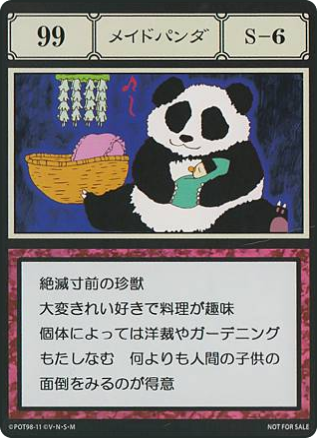 99
メイドパンダ
S-6
絶滅寸前の珍獣
大変きれい好きで料理が趣味
個体によっては洋裁やガーデニング
もたしなむ　何よりも人間の子供の
面倒をみるのが得意
©POT98-11 ©V・N・S・M
NOT FOR SALE